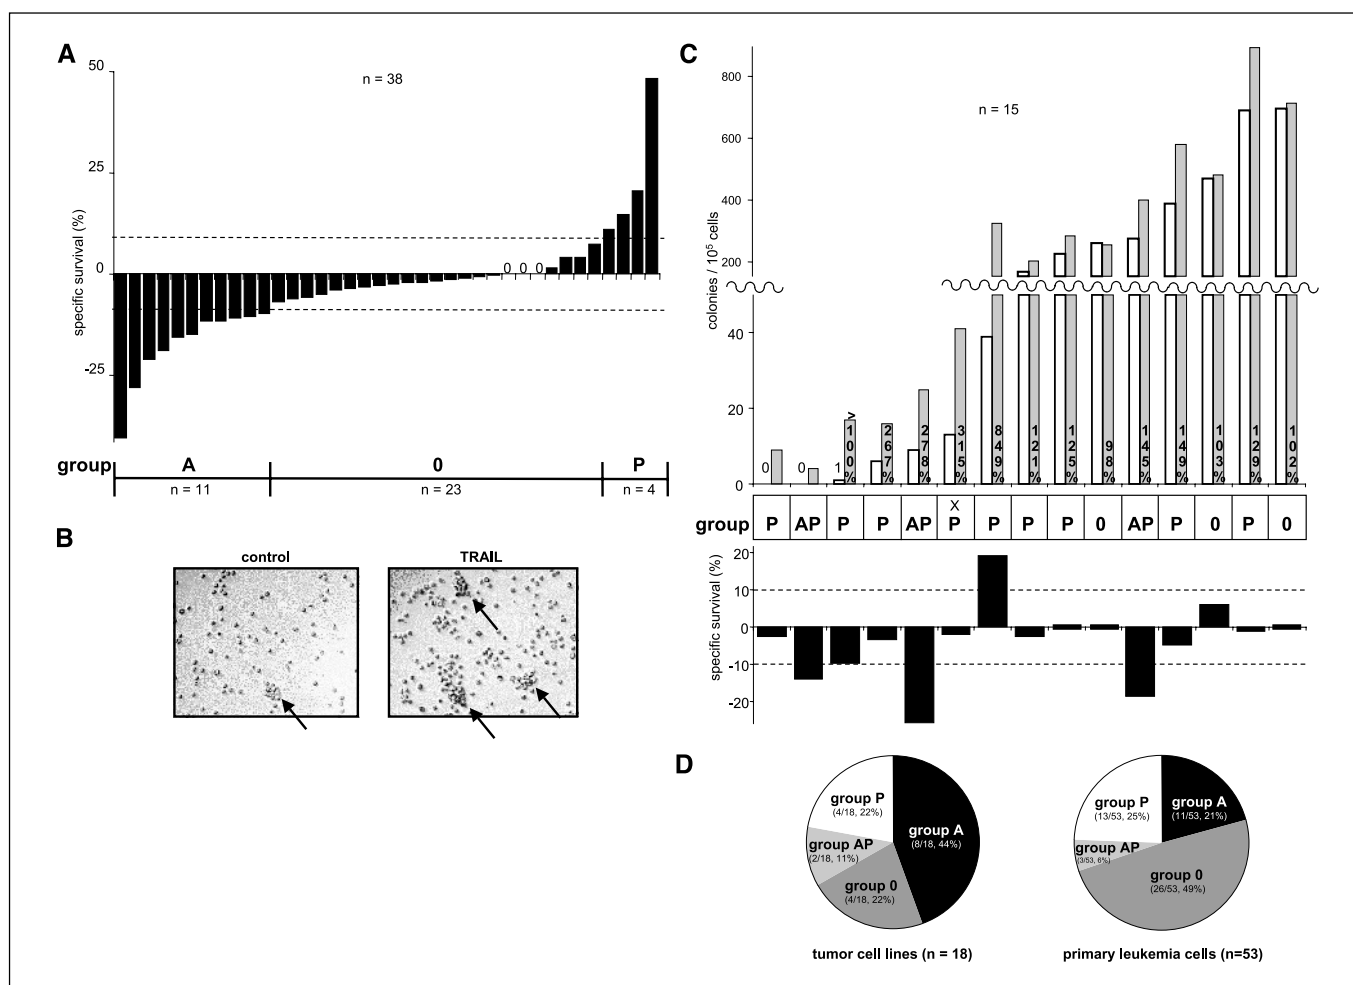 A
50
n = 38
25
specific survival (%)
0
0 0 0
-25
group
A
0
P
n = 11
n = 23
n = 4
B
control
TRAIL
C
n = 15
800
600
400
200
colonies / 10⁵ cells
40
20
0
0
0
1
>100%
267%
278%
315%
849%
121%
125%
98%
145%
149%
103%
129%
102%
X
group P AP P P AP P P P P 0 AP P 0 P 0
specific survival (%)
20
10
0
-10
-20
D
group P
(4/18, 22%)
group A
(8/18, 44%)
group AP
(2/18, 11%)
group 0
(4/18, 22%)
tumor cell lines (n = 18)
group P
(13/53, 25%)
group A
(11/53, 21%)
group AP
(3/53, 6%)
group 0
(26/53, 49%)
primary leukemia cells (n=53)